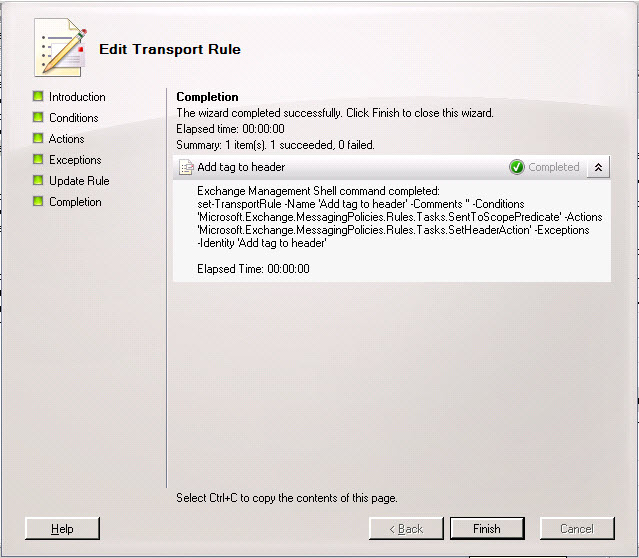 Edit Transport Rule
Introduction
Conditions
Actions
Exceptions
Update Rule
Completion
Completion
The wizard completed successfully. Click Finish to close this wizard.
Elapsed time: 00:00:00
Summary: 1 item(s). 1 succeeded, 0 failed.
Add tag to header
Completed
Exchange Management Shell command completed:
set-TransportRule -Name 'Add tag to header' -Comments '' -Conditions
'Microsoft.Exchange.MessagingPolicies.Rules.Tasks.SentToScopePredicate' -Actions
'Microsoft.Exchange.MessagingPolicies.Rules.Tasks.SetHeaderAction' -Exceptions
-Identity 'Add tag to header'
Elapsed Time: 00:00:00
Select Ctrl+C to copy the contents of this page.
Help
< Back
Finish
Cancel